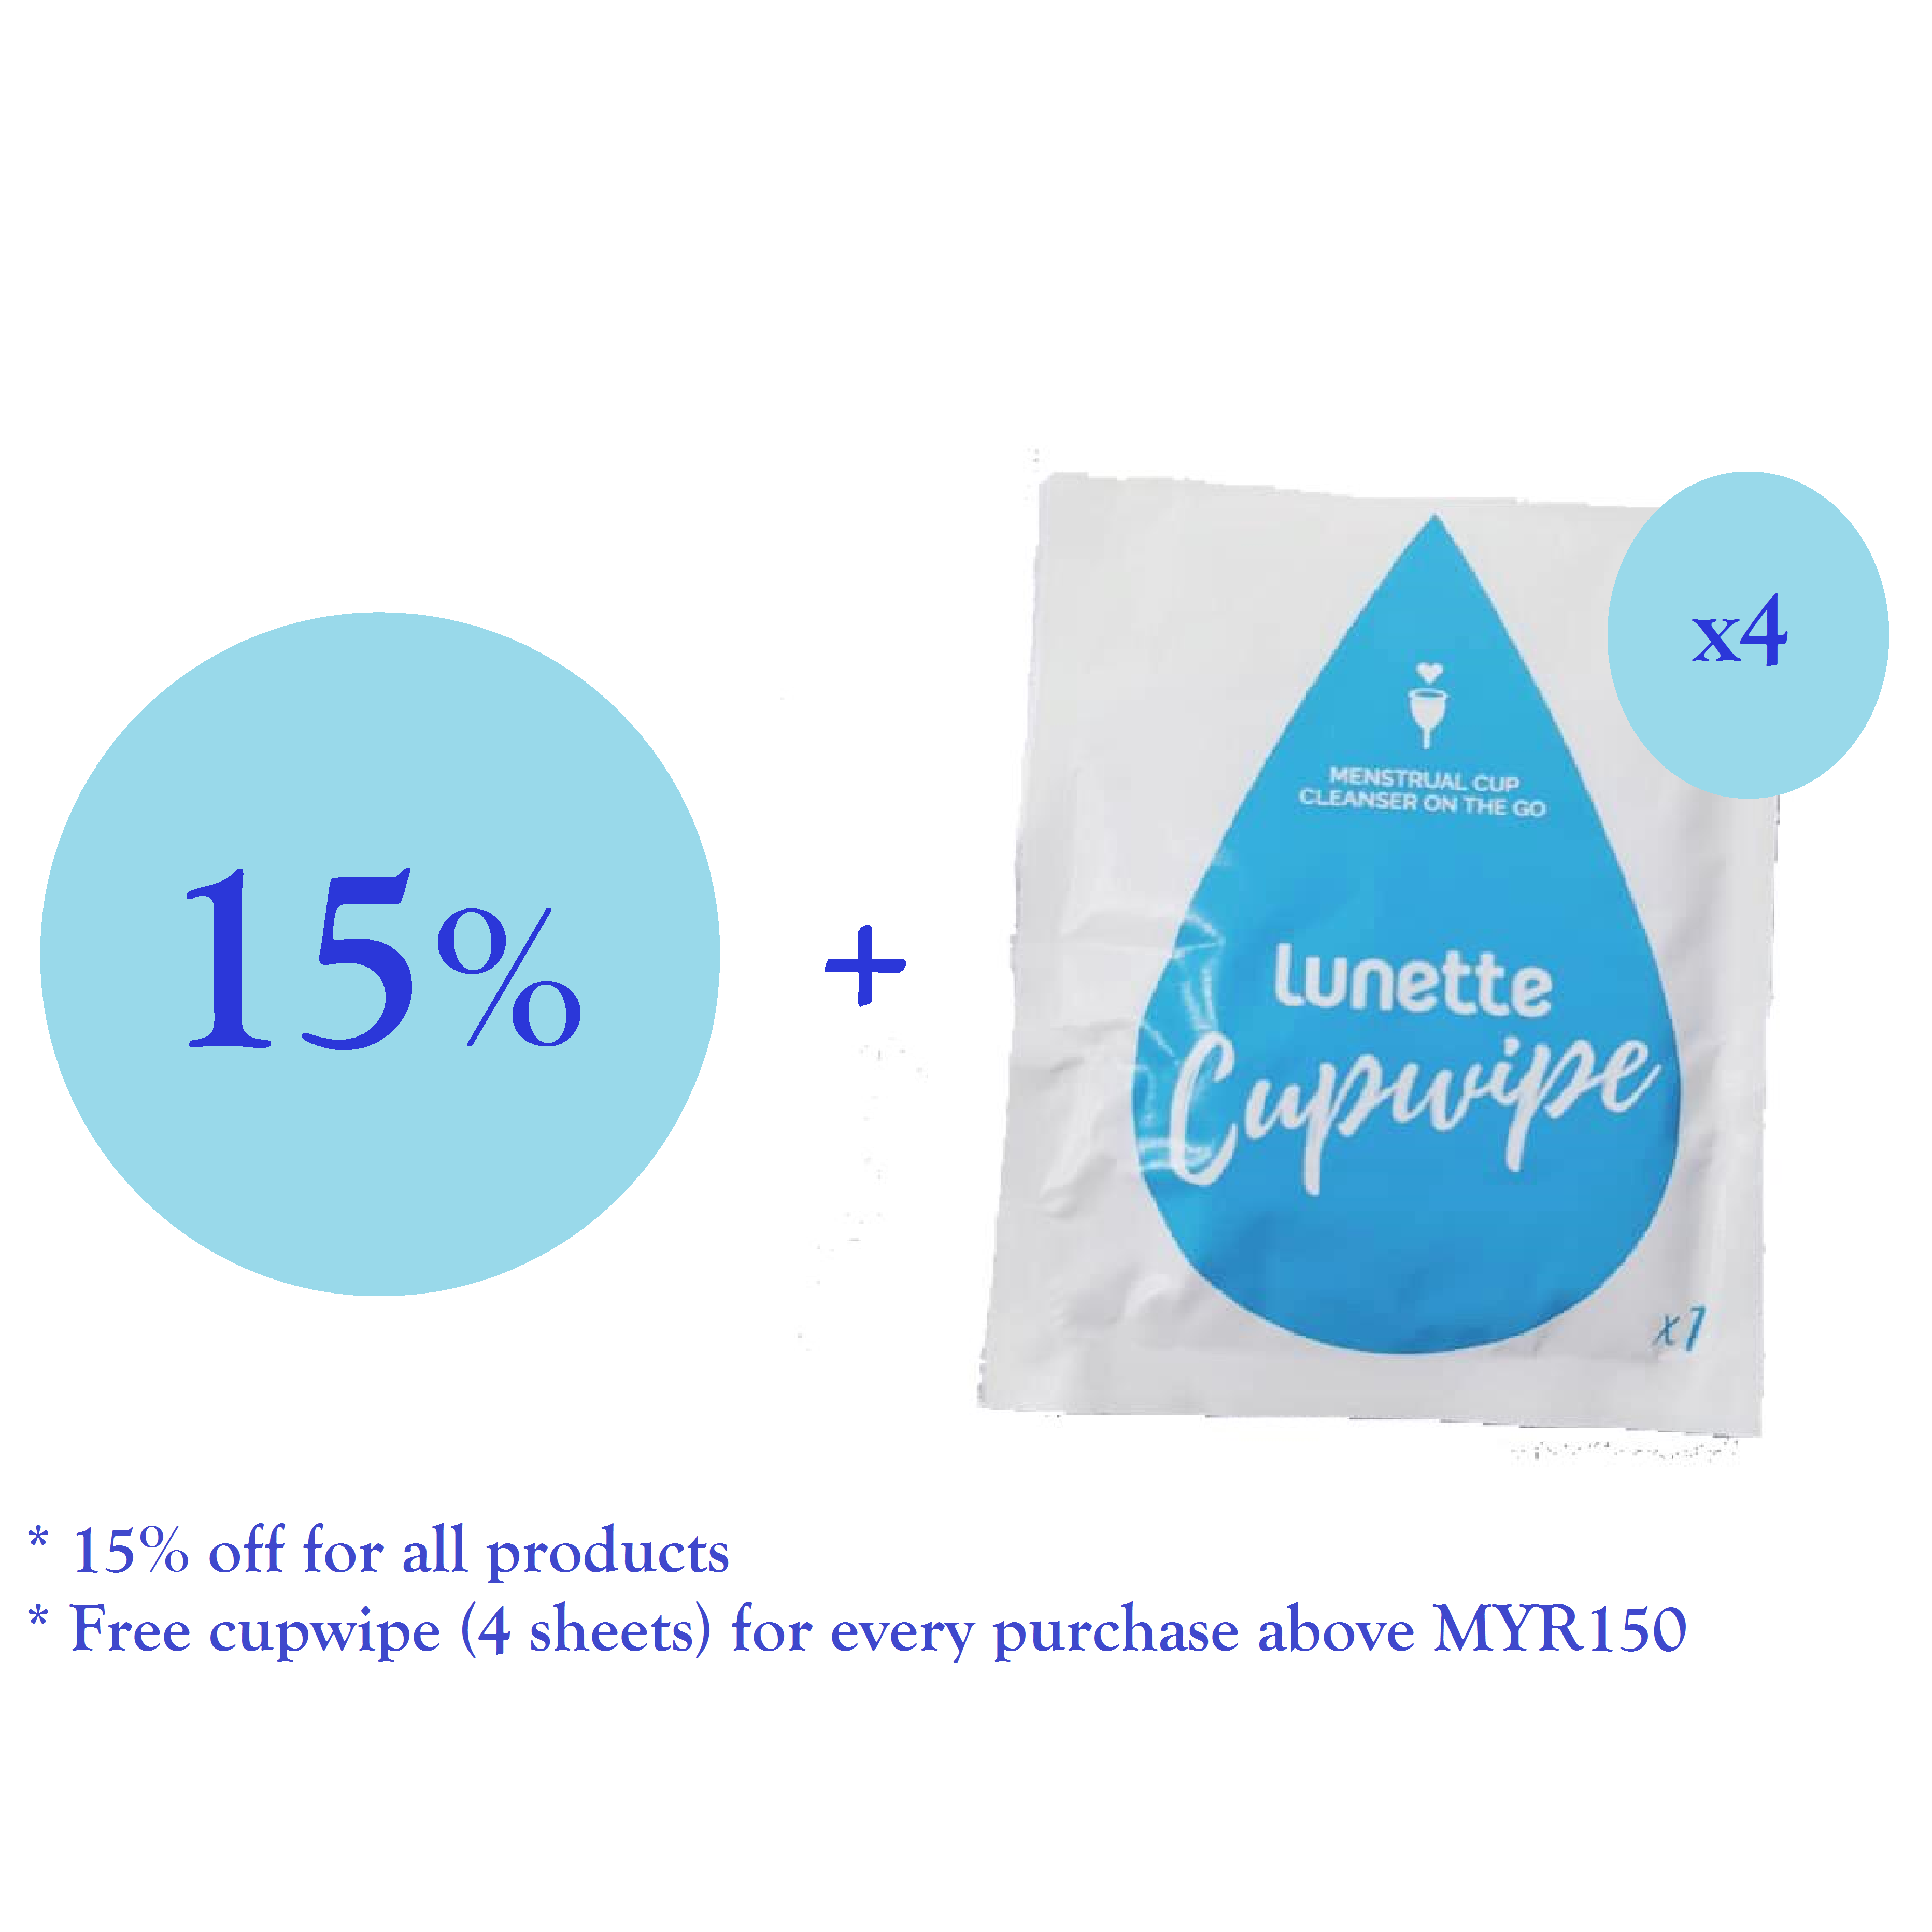 x4
MENSTRUAL CUP
CLEANSER ON THE GO
15%
+
Lunette
Cupwipe
x1
* 15% off for all products
* Free cupwipe (4 sheets) for every purchase above MYR150